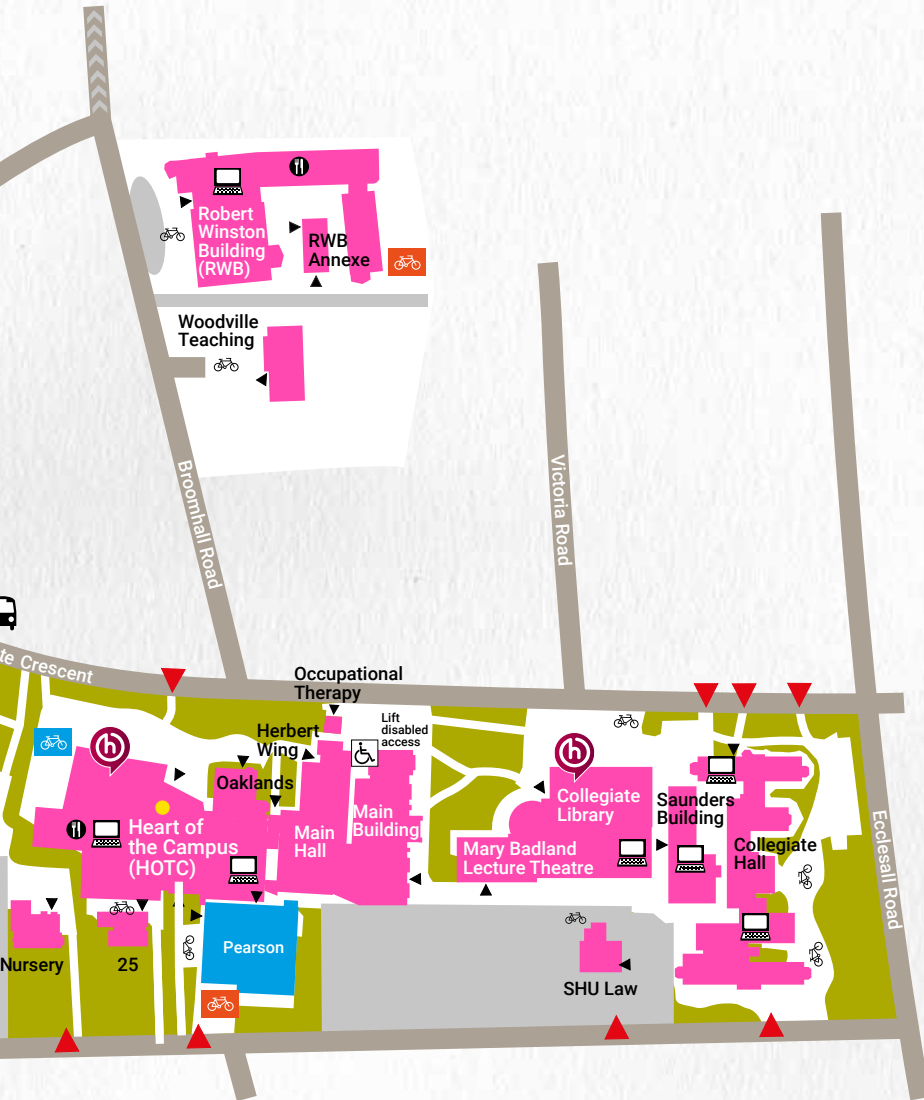 Robert
Winston
Building
(RWB)
RWB
Annexe
Woodville
Teaching
Broomhall Road
Victoria Road
te Crescent
Occupational
Therapy
Lift
disabled
access
Herbert
Wing
h
h
Oaklands
Collegiate
Library
Saunders
Building
Main
Building
Heart of
the Campus
(HOTC)
Main
Hall
Mary Badland
Lecture Theatre
Collegiate
Hall
Ecclesall Road
Pearson
Nursery
25
SHU Law